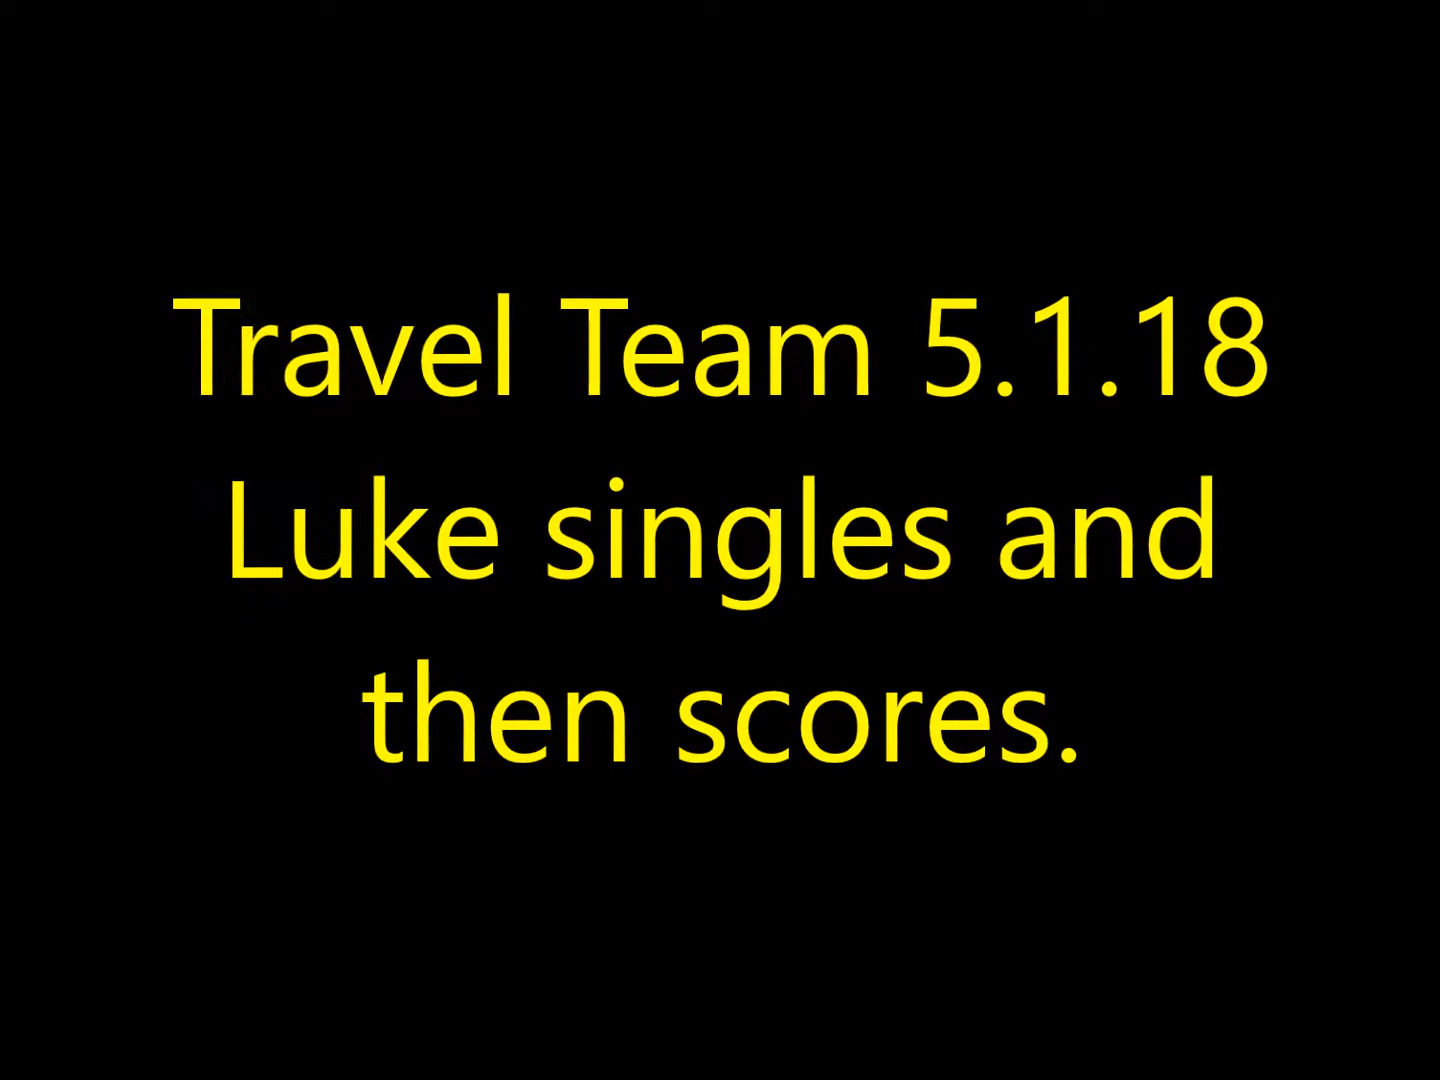 Travel Team 5.1.18
Luke singles and
then scores.